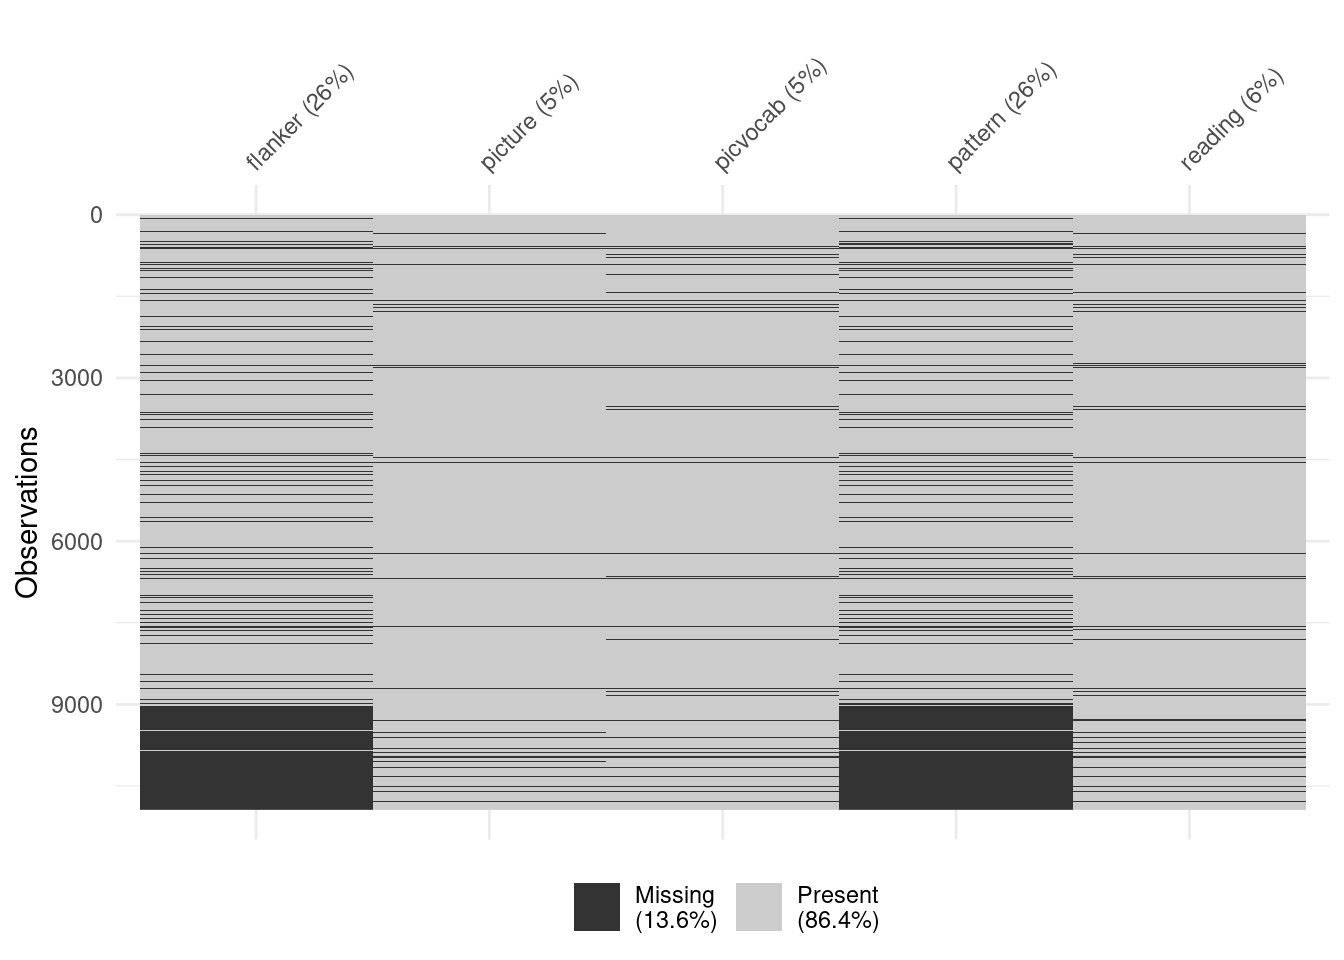 flanker (26%)
picture (5%)
picvocab (5%)
pattern (26%)
reading (6%)
0
3000
6000
9000
Observations
Missing
(13.6%)
Present
(86.4%)